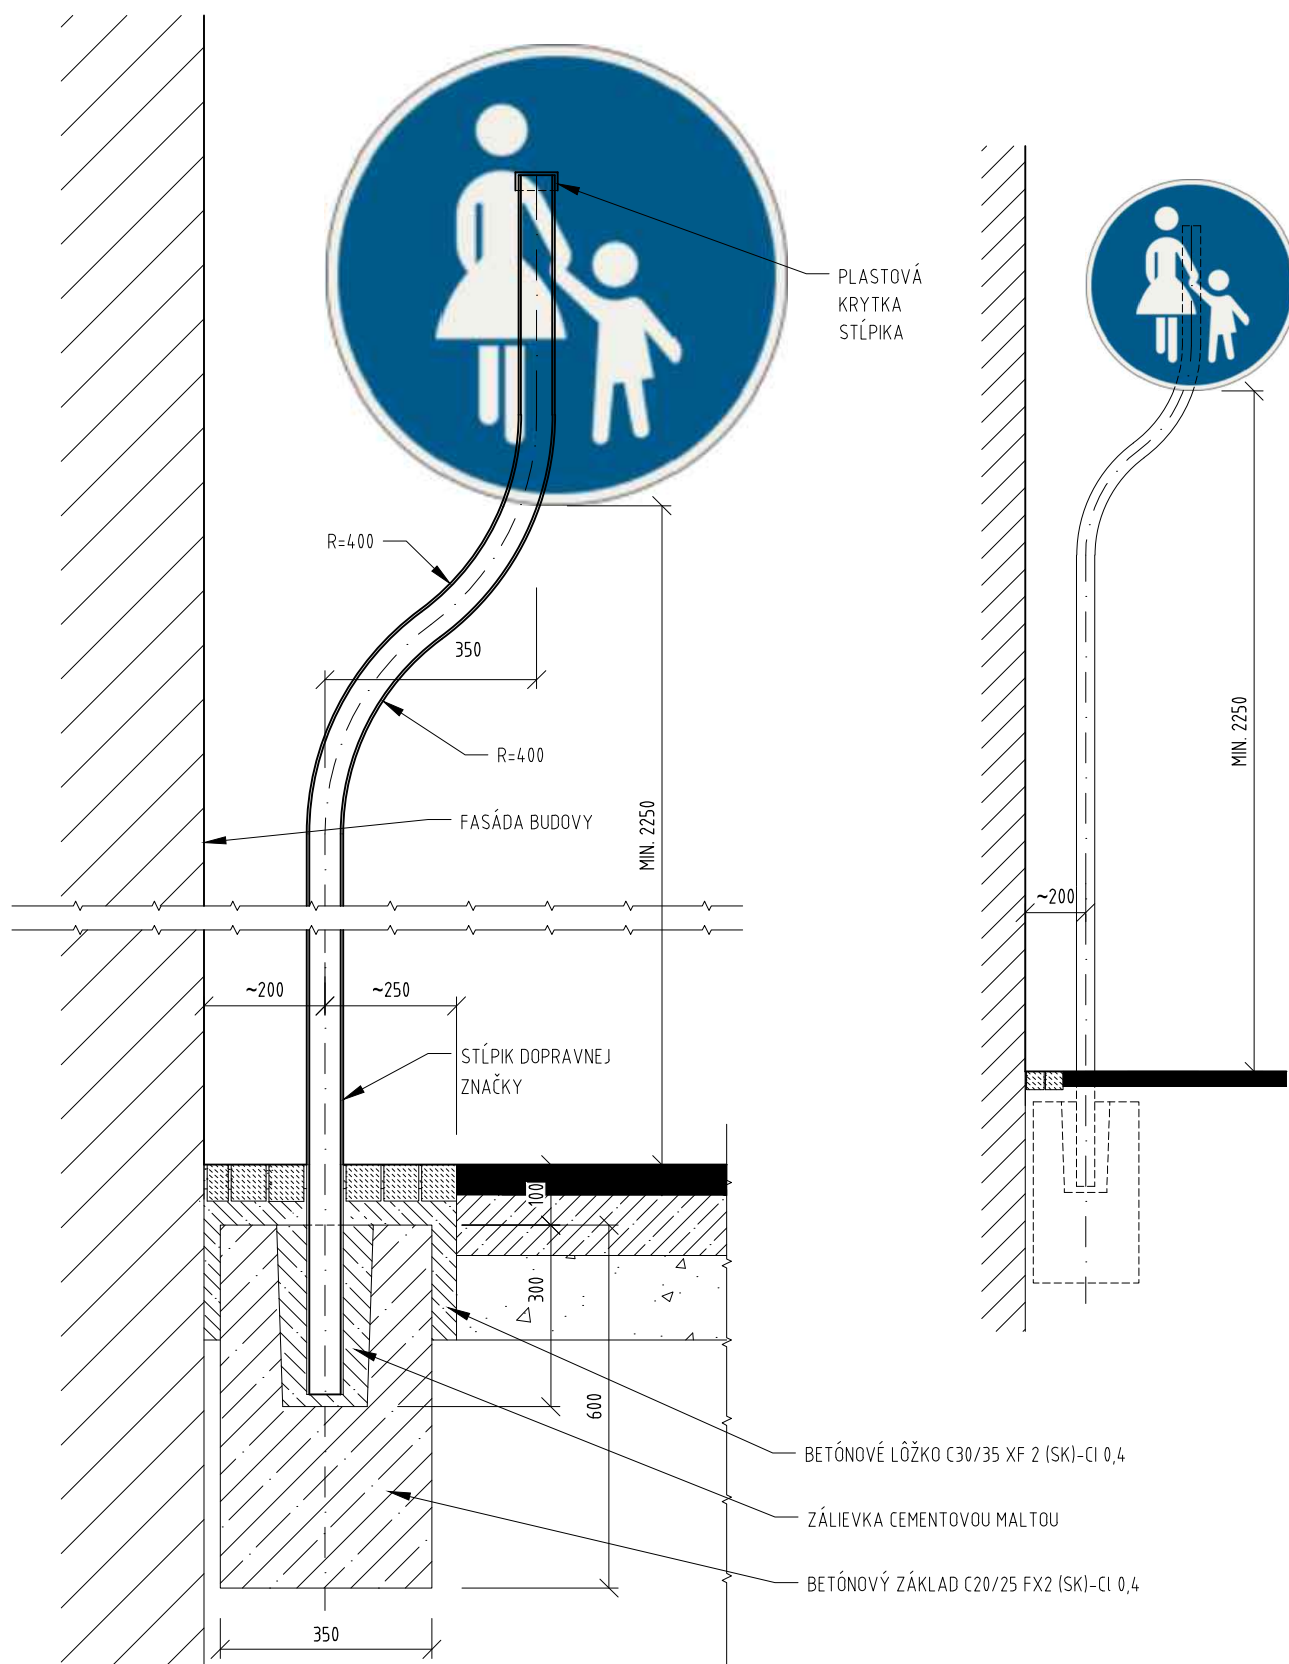 PLASTOVÁ
KRYTKA
STĹPIKA
R=400
350
R=400
MIN. 2250
MIN. 2250
FASÁDA BUDOVY
~200
~200
~250
STĹPIK DOPRAVNEJ
ZNAČKY
100
300
600
BETÓNOVÉ LÔŽKO C30/35 XF 2 (SK)-Cl 0,4
ZÁLIEVKA CEMENTOVOU MALTOU
BETÓNOVÝ ZÁKLAD C20/25 FX2 (SK)-Cl 0,4
350